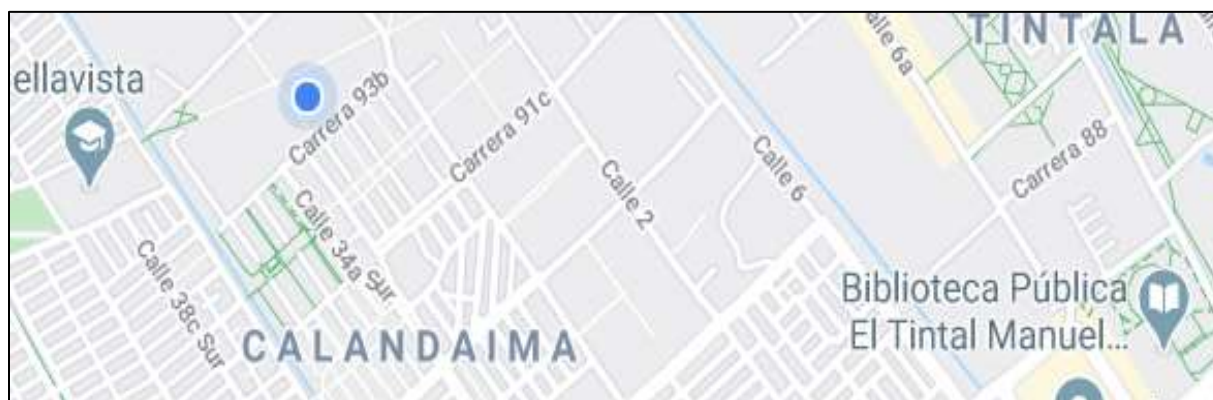 TINTALA
Calle 6a
ellavista
Carrera 93b
Carrera 91c
Calle 6
Carrera 88
Calle 2
Calle 34a Sur
Calle 38c Sur
CALANDAIMA
Biblioteca Pública
El Tintal Manuel...